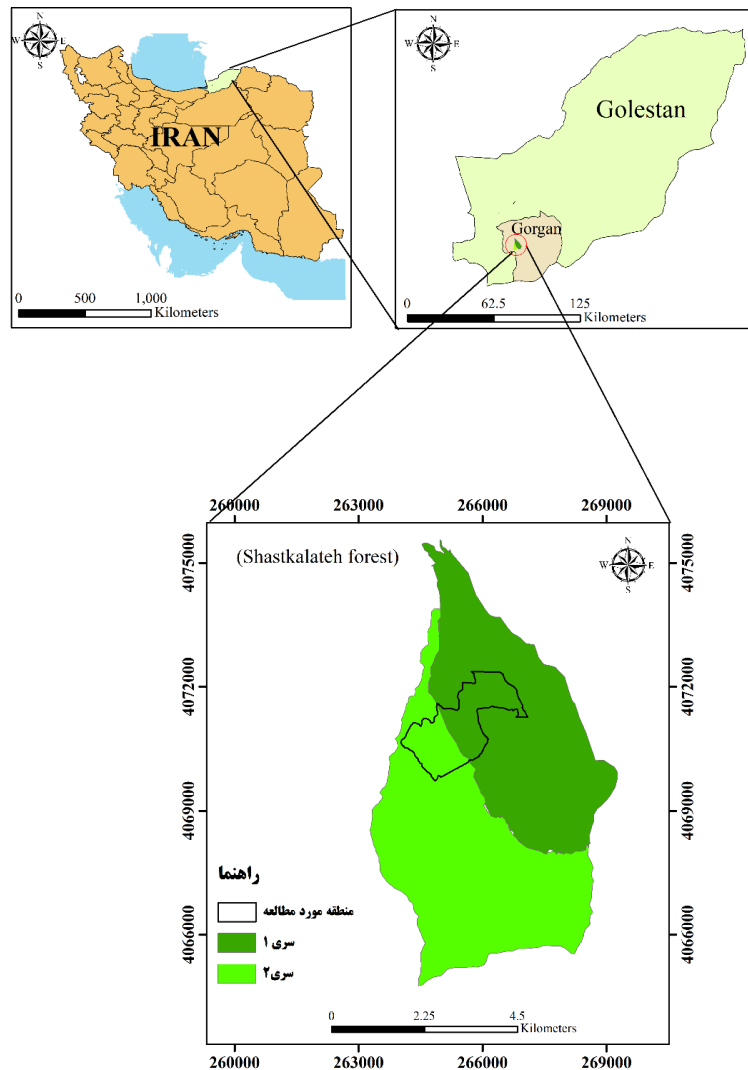 N
W E
S
IRAN
0 500 1,000
Kilometers
N
W E
S
Golestan
Gorgan
0 62.5 125
Kilometers
260000 263000 266000 269000
(Shastkalateh forest)
N
W E
S
4075000 4075000
4072000 4072000
4069000 4069000
4066000 4066000
راهنما
منطقه مورد مطالعه
سری ۱
سری۲
0 2.25 4.5
Kilometers
260000 263000 266000 269000